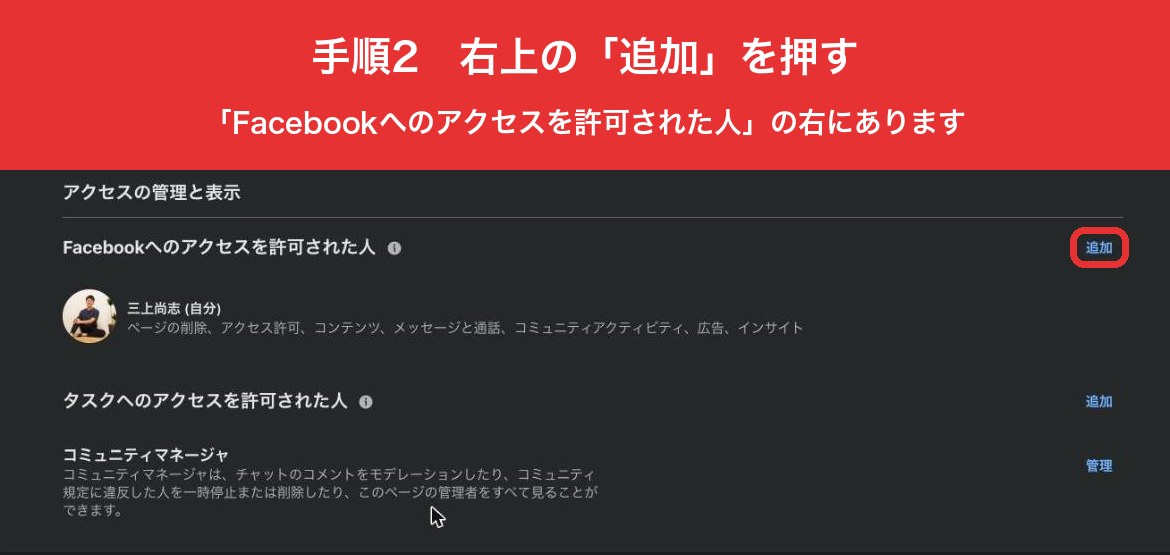 手順2　右上の「追加」を押す
「Facebookへのアクセスを許可された人」の右にあります
アクセスの管理と表示
Facebookへのアクセスを許可された人
追加
三上尚志 (自分)
ページの削除、アクセス許可、コンテンツ、メッセージと通話、コミュニティアクティビティ、広告、インサイト
タスクへのアクセスを許可された人
追加
コミュニティマネージャ
コミュニティマネージャは、チャットのコメントをモデレーションしたり、コミュニティ
規定に違反した人を一時停止または削除したり、このページの管理者をすべて見ることが
できます。
管理